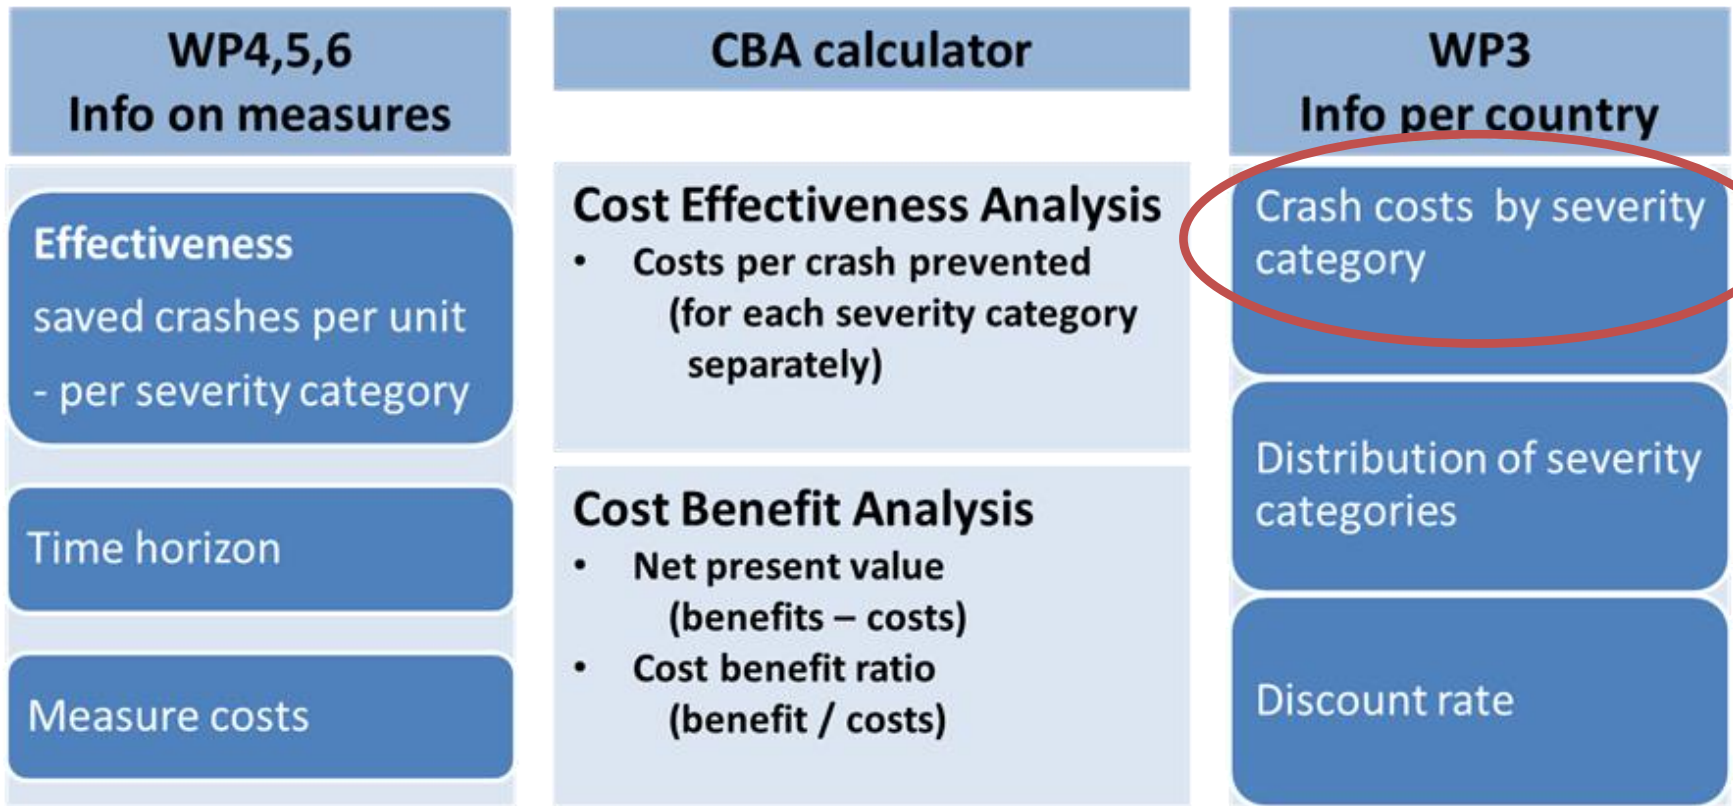 WP4,5,6
Info on measures
Effectiveness
saved crashes per unit
- per severity category
Time horizon
Measure costs
CBA calculator
Cost Effectiveness Analysis
• Costs per crash prevented
(for each severity category
separately)
Cost Benefit Analysis
• Net present value
(benefits – costs)
• Cost benefit ratio
(benefit / costs)
WP3
Info per country
Crash costs by severity
category
Distribution of severity
categories
Discount rate